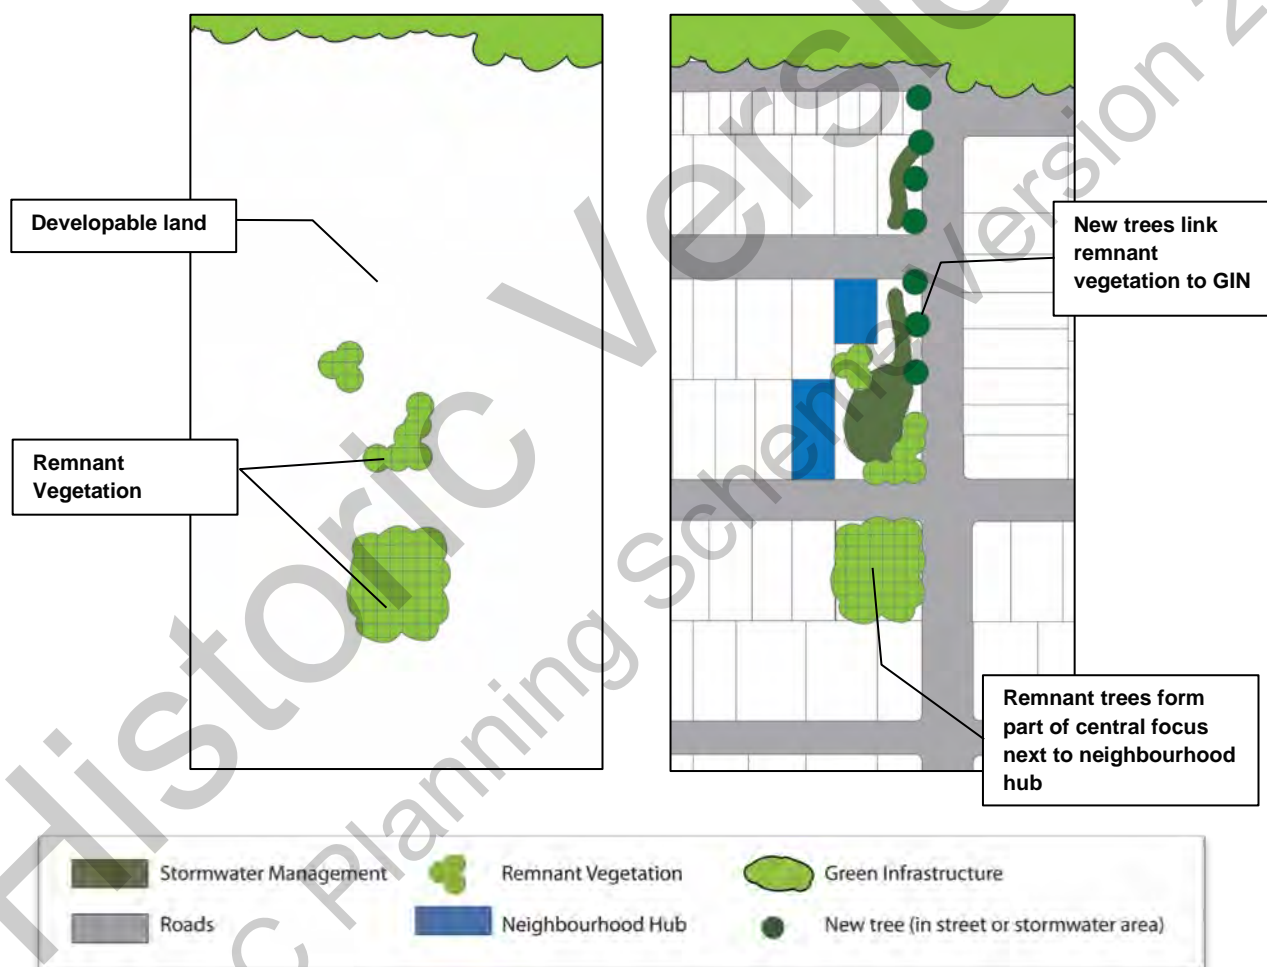 Developable land
Remnant
Vegetation
New trees link
remnant
vegetation to GIN
Remnant trees form
part of central focus
next to neighbourhood
hub
Stormwater Management
Remnant Vegetation
Green Infrastructure
Roads
Neighbourhood Hub
New tree (in street or stormwater area)
Historic Version
Planning Scheme Version 2